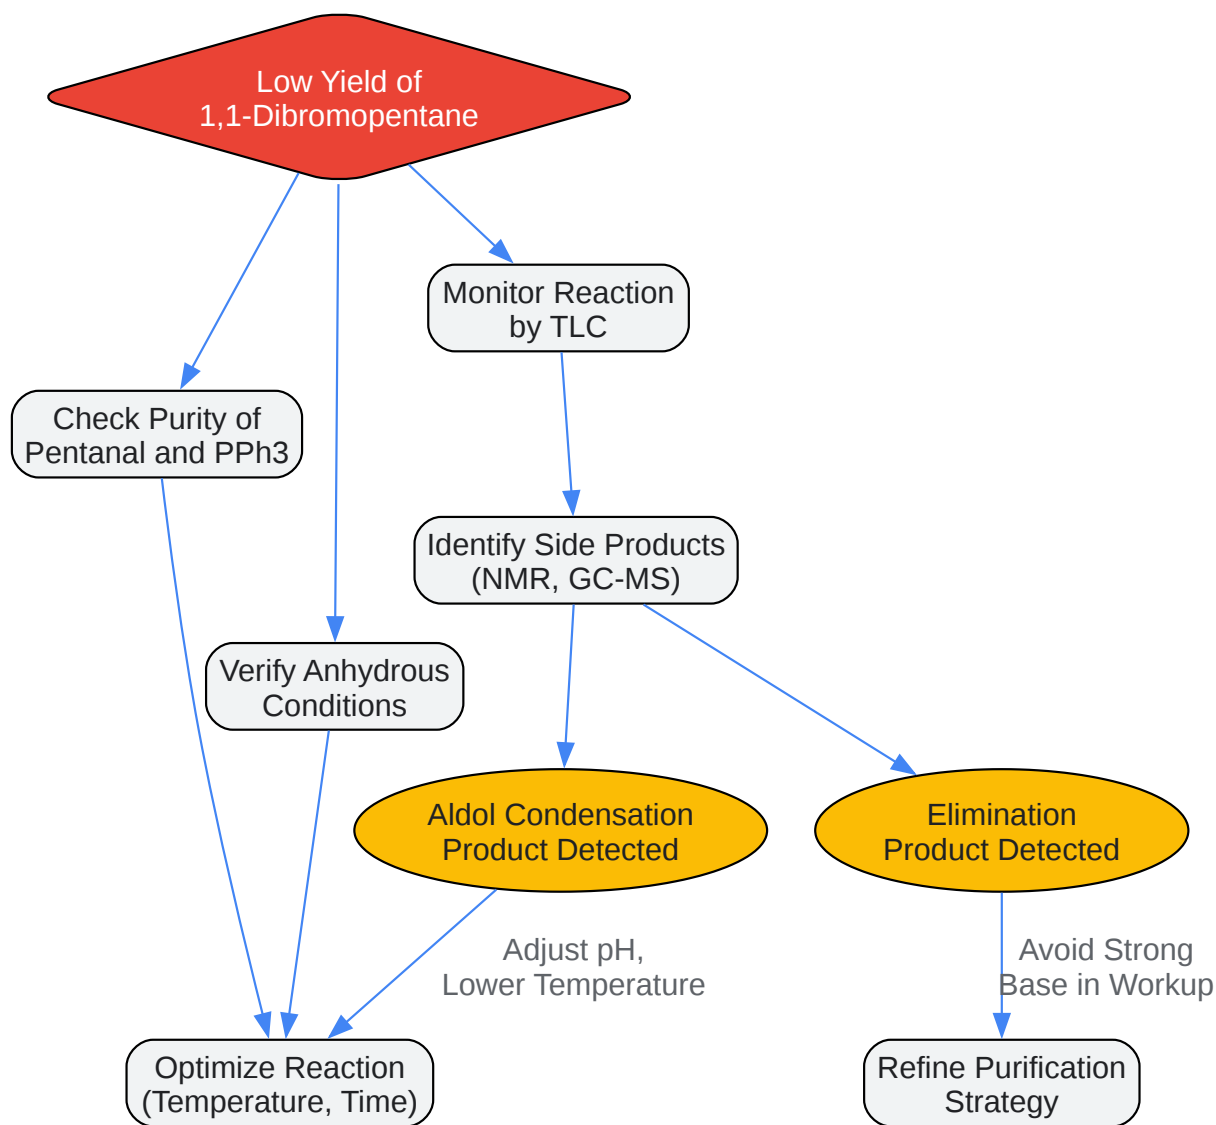 Low Yield of
1,1-Dibromopentane
Monitor Reaction
by TLC
Check Purity of
Pentanal and PPh3
Identify Side Products
(NMR, GC-MS)
Verify Anhydrous
Conditions
Aldol Condensation
Product Detected
Elimination
Product Detected
Adjust pH,
Lower Temperature
Avoid Strong
Base in Workup
Optimize Reaction
(Temperature, Time)
Refine Purification
Strategy